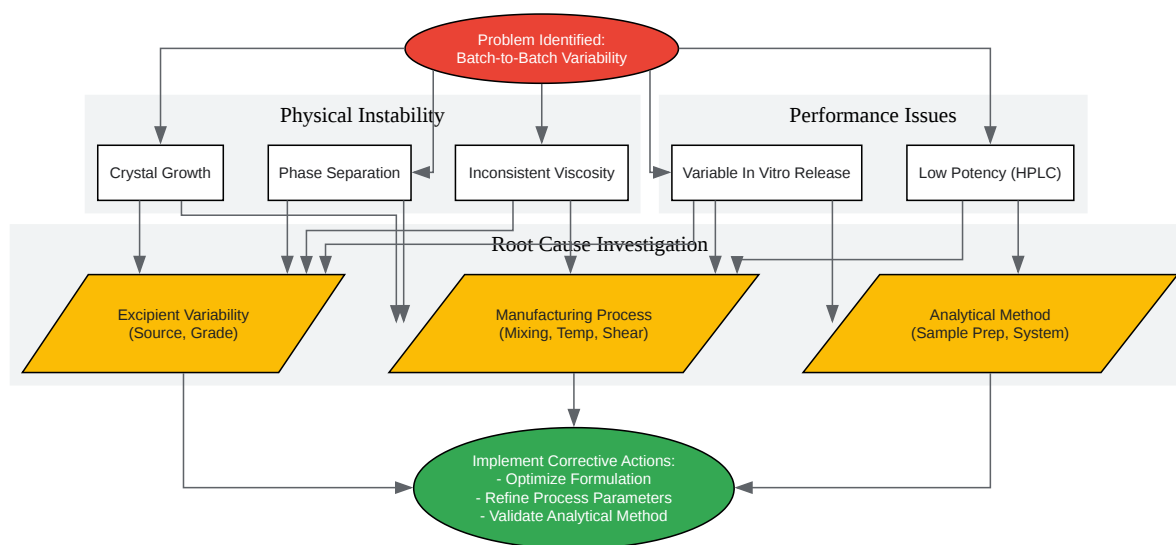 Problem Identified:
Batch-to-Batch Variability
Physical Instability
Performance Issues
Crystal Growth
Phase Separation
Inconsistent Viscosity
Variable In Vitro Release
Low Potency (HPLC)
Root Cause Investigation
Excipient Variability
(Source, Grade)
Manufacturing Process
(Mixing, Temp, Shear)
Analytical Method
(Sample Prep, System)
Implement Corrective Actions:
- Optimize Formulation
- Refine Process Parameters
- Validate Analytical Method